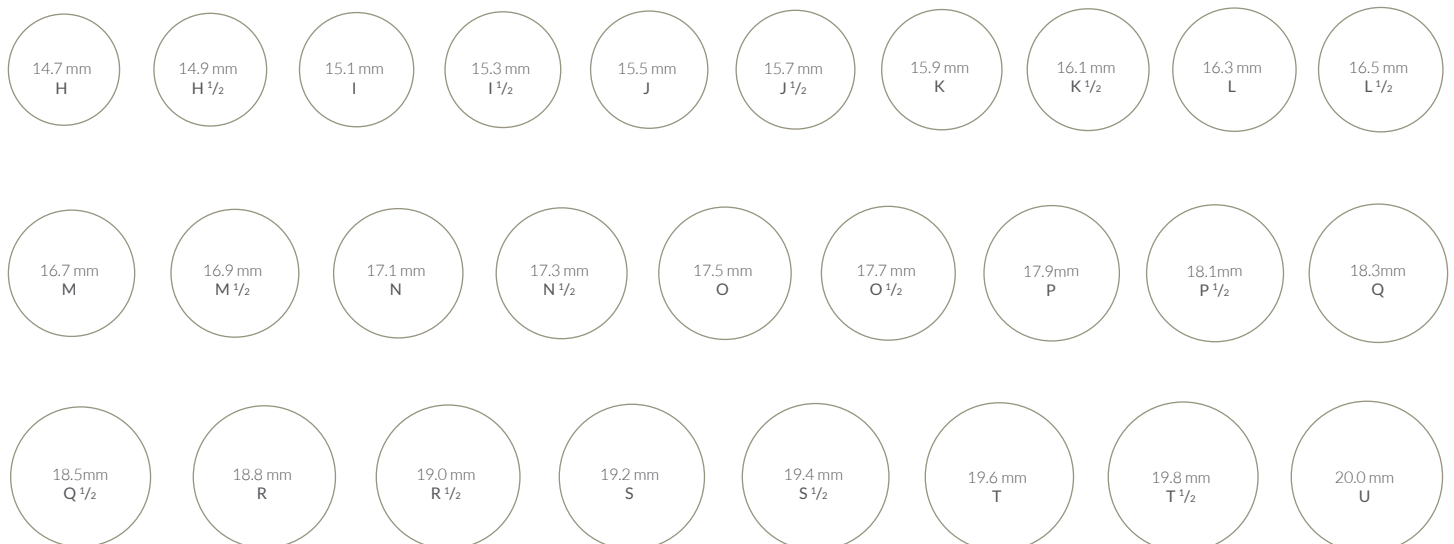 14.7 mm 14.9 mm 15.1 mm 15.3 mm 15.5 mm 15.7 mm 15.9 mm 16.1 mm 16.3 mm 16.5 mm
H H 1/2 I I 1/2 J J 1/2 K K 1/2 L L 1/2
16.7 mm 16.9 mm 17.1 mm 17.3 mm 17.5 mm 17.7 mm 17.9mm 18.1mm 18.3mm
M M 1/2 N N 1/2 O O 1/2 P P 1/2 Q
18.5mm 18.8 mm 19.0 mm 19.2 mm 19.4 mm 19.6 mm 19.8 mm 20.0 mm
Q 1/2 R R 1/2 S S 1/2 T T 1/2 U